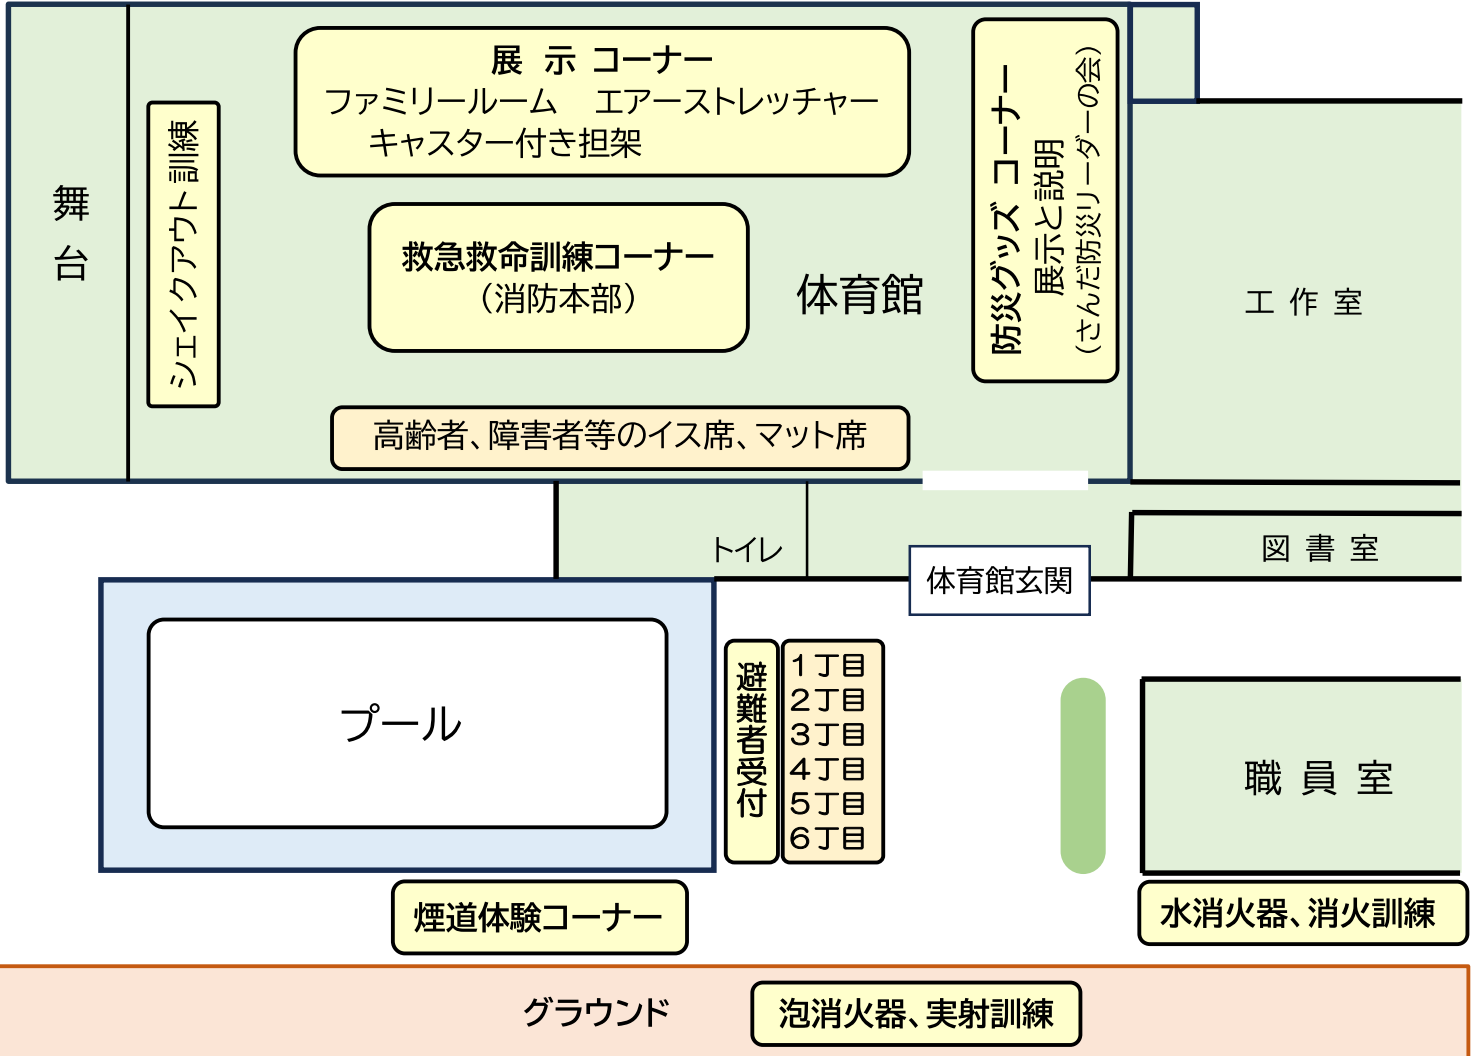 舞
台
シェイクアウト訓練
展 示 コーナー
ファミリールーム エアーストレッチャー
キャスター付き担架
救急救命訓練コーナー
（消防本部）
体育館
防災グッズ コーナー
展示と説明
（さんだ防災リーダーの会）
工 作 室
高齢者、障害者等のイス席、マット席
トイレ
図 書 室
体育館玄関
プール
避難者受付
１丁目
２丁目
３丁目
４丁目
５丁目
６丁目
職 員 室
煙道体験コーナー
水消火器、消火訓練
グラウンド
泡消火器、実射訓練